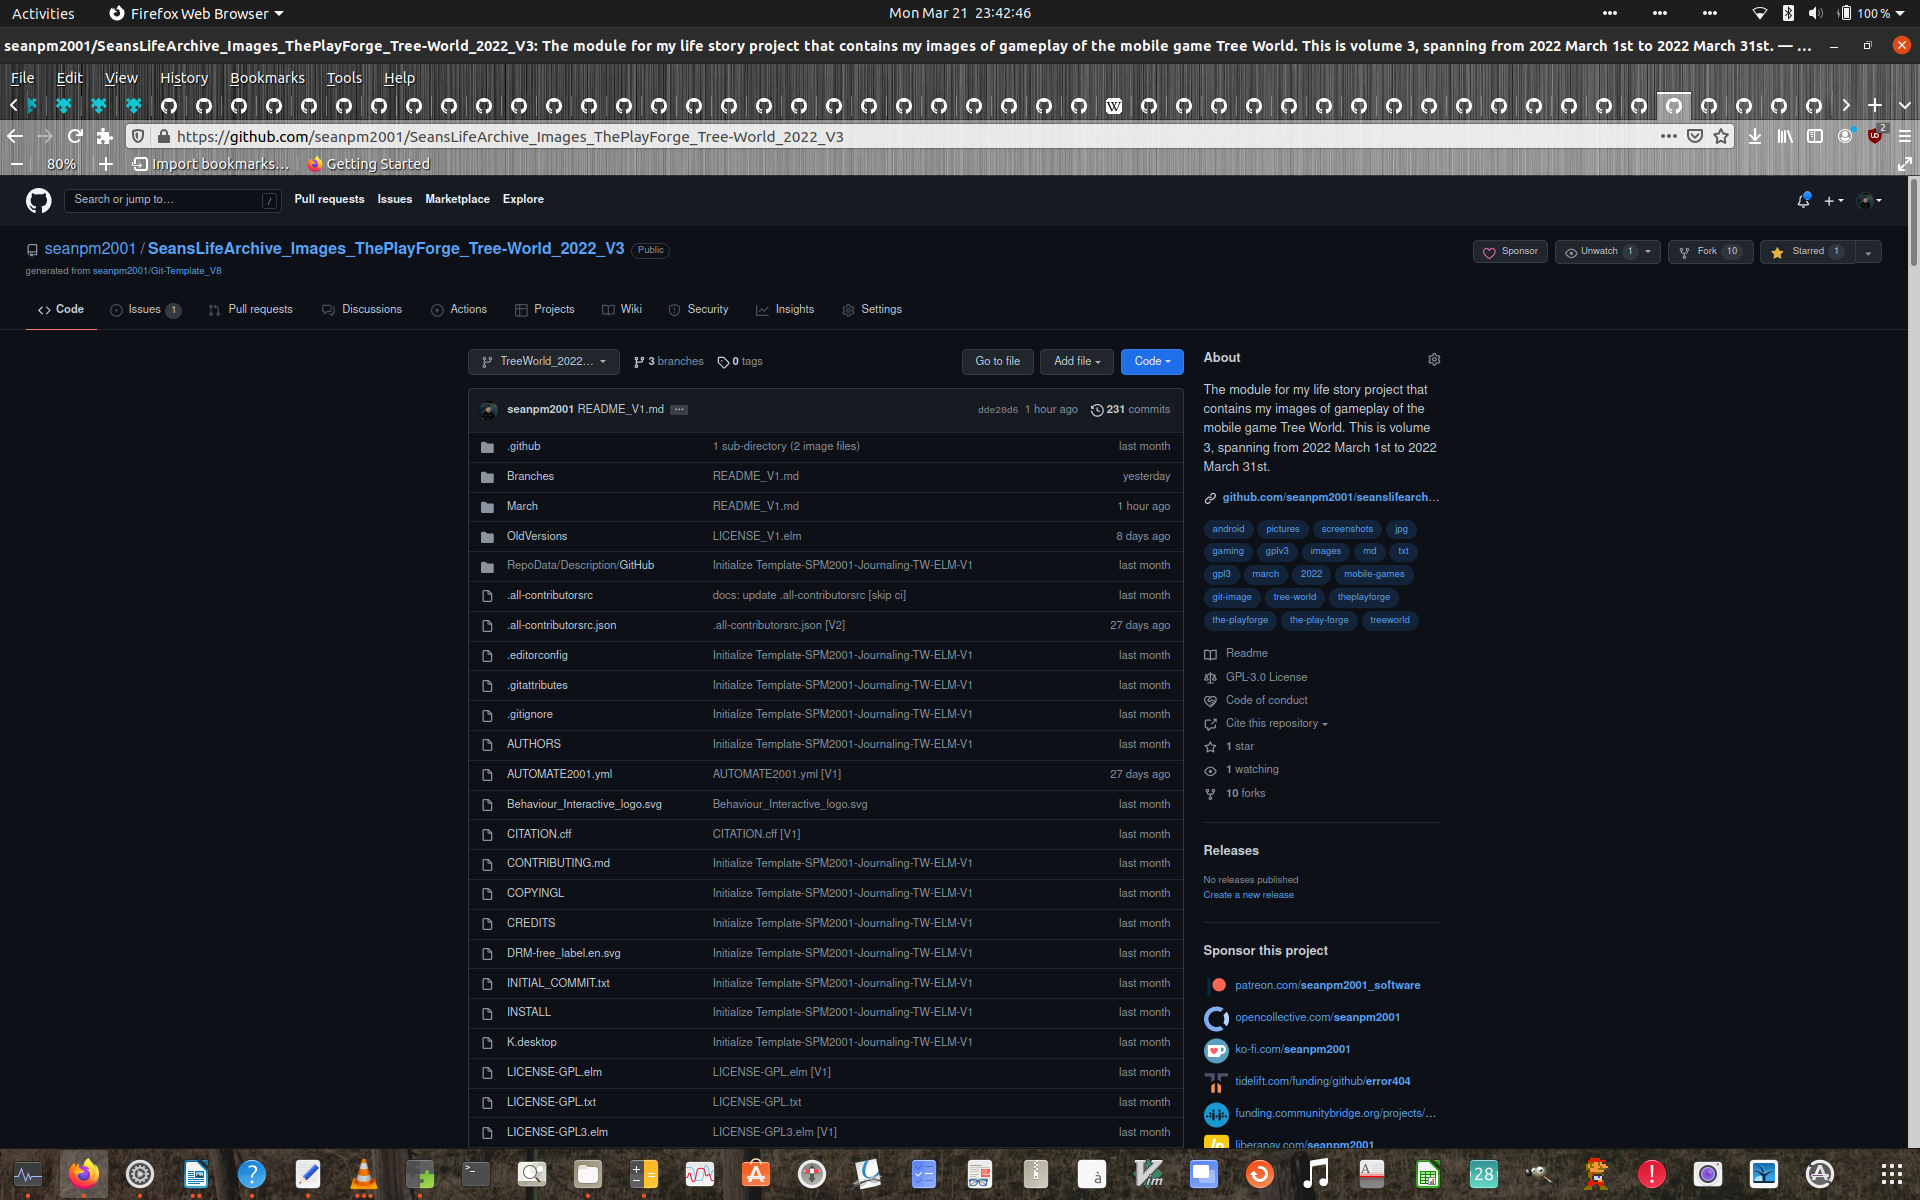 Activities Firefox Web Browser Mon Mar 21 23:42:46 100 %
seanpm2001/SeansLifeArchive_Images_ThePlayForge_Tree-World_2022_V3: The module for my life story project that contains my images of gameplay of the mobile game Tree World. This is volume 3, spanning from 2022 March 1st to 2022 March 31st. — ...
File Edit View History Bookmarks Tools Help
https://github.com/seanpm2001/SeansLifeArchive_Images_ThePlayForge_Tree-World_2022_V3 2
80% Import bookmarks... Getting Started
Search or jump to... / Pull requests Issues Marketplace Explore
seanpm2001 / SeansLifeArchive_Images_ThePlayForge_Tree-World_2022_V3 Public Sponsor Unwatch 1 Fork 10 Starred 1
generated from seanpm2001/Git-Template_V8
Code Issues 1 Pull requests Discussions Actions Projects Wiki Security Insights Settings
TreeWorld_2022... 3 branches 0 tags Go to file Add file Code
seanpm2001 README_V1.md ... dde20d6 1 hour ago 231 commits
.github 1 sub-directory (2 image files) last month
Branches README_V1.md yesterday
March README_V1.md 1 hour ago
OldVersions LICENSE_V1.elm 8 days ago
RepoData/Description/GitHub Initialize Template-SPM2001-Journaling-TW-ELM-V1 last month
.all-contributorsrc docs: update .all-contributorsrc [skip ci] last month
.all-contributorsrc.json .all-contributorsrc.json [V2] 27 days ago
.editorconfig Initialize Template-SPM2001-Journaling-TW-ELM-V1 last month
.gitattributes Initialize Template-SPM2001-Journaling-TW-ELM-V1 last month
.gitignore Initialize Template-SPM2001-Journaling-TW-ELM-V1 last month
AUTHORS Initialize Template-SPM2001-Journaling-TW-ELM-V1 last month
AUTOMATE2001.yml AUTOMATE2001.yml [V1] 27 days ago
Behaviour_Interactive_logo.svg Behaviour_Interactive_logo.svg last month
CITATION.cff CITATION.cff [V1] last month
CONTRIBUTING.md Initialize Template-SPM2001-Journaling-TW-ELM-V1 last month
COPYINGL Initialize Template-SPM2001-Journaling-TW-ELM-V1 last month
CREDITS Initialize Template-SPM2001-Journaling-TW-ELM-V1 last month
DRM-free_label.en.svg Initialize Template-SPM2001-Journaling-TW-ELM-V1 last month
INITIAL_COMMIT.txt Initialize Template-SPM2001-Journaling-TW-ELM-V1 last month
INSTALL Initialize Template-SPM2001-Journaling-TW-ELM-V1 last month
K.desktop Initialize Template-SPM2001-Journaling-TW-ELM-V1 last month
LICENSE-GPL.elm LICENSE-GPL.elm [V1] last month
LICENSE-GPL.txt LICENSE-GPL.txt last month
LICENSE-GPL3.elm LICENSE-GPL3.elm [V1] last month
About
The module for my life story project that
contains my images of gameplay of the
mobile game Tree World. This is volume
3, spanning from 2022 March 1st to 2022
March 31st.
github.com/seanpm2001/seanslifearch...
android pictures screenshots jpg
gaming gplv3 images md txt
gpl3 march 2022 mobile-games
git-image tree-world theplayforge
the-playforge the-play-forge treeworld
Readme
GPL-3.0 License
Code of conduct
Cite this repository
1 star
1 watching
10 forks
Releases
No releases published
Create a new release
Sponsor this project
patreon.com/seanpm2001_software
opencollective.com/seanpm2001
ko-fi.com/seanpm2001
tidelift.com/funding/github/error404
funding.communitybridge.org/projects/...
liberapay.com/seanpm2001
28